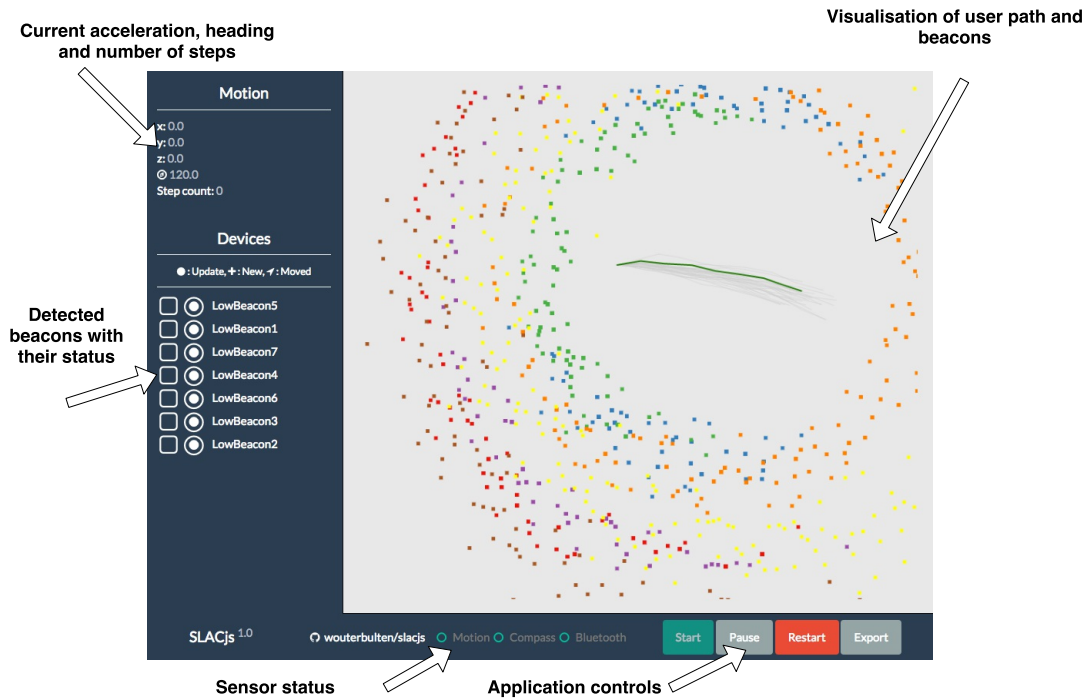 Current acceleration, heading
and number of steps
Visualisation of user path and
beacons
Motion
x: 0.0
y: 0.0
z: 0.0
120.0
Step count: 0
Devices
: Update, : New, : Moved
Detected
beacons with
their status
LowBeacon5
LowBeacon1
LowBeacon7
LowBeacon4
LowBeacon6
LowBeacon3
LowBeacon2
SLACjs 1.0
wouterbulten/slacjs
Motion
Compass
Bluetooth
Start
Pause
Restart
Export
Sensor status
Application controls